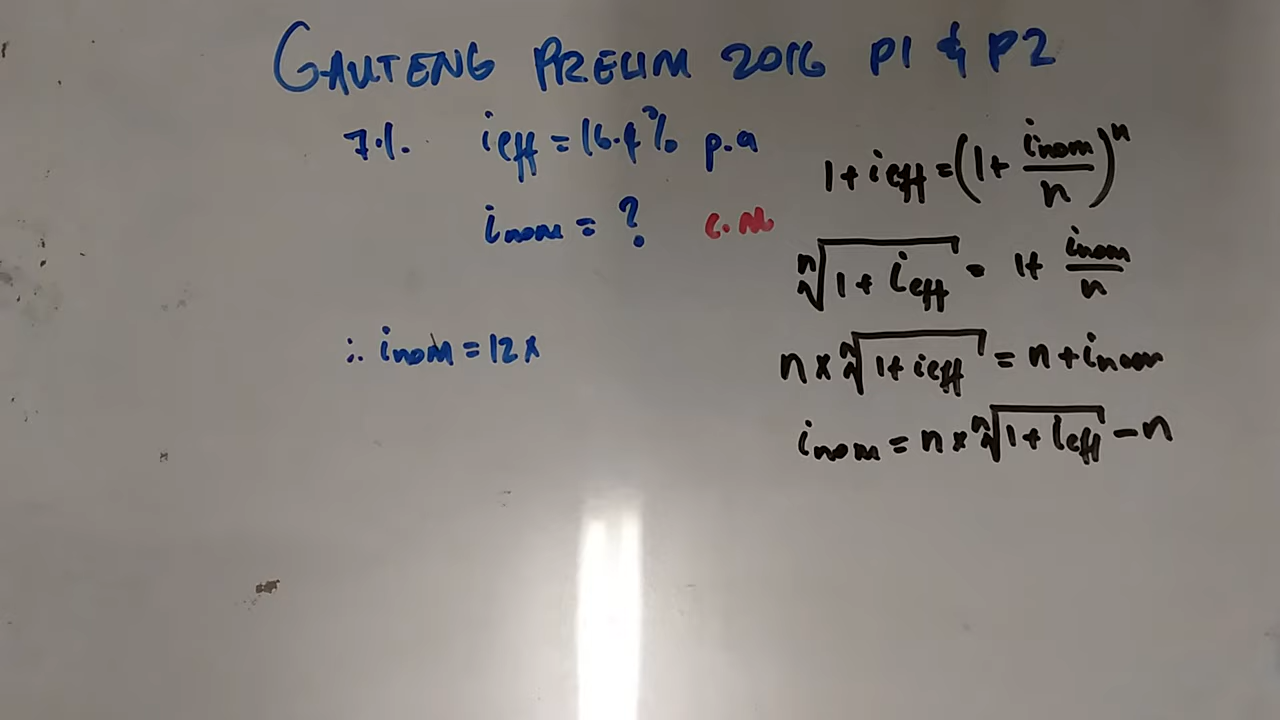 GAUTENG PRELIM 2016 P1 & P2
7.1. ieff = 16.4% p.a
inom = ? C.M
∴ inom = 12 x
1 + ieff = (1 + inom/n)^n
ⁿ√(1 + ieff) = 1 + inom/n
n x ⁿ√(1 + ieff) = n + inom
inom = n x ⁿ√(1 + ieff) - n